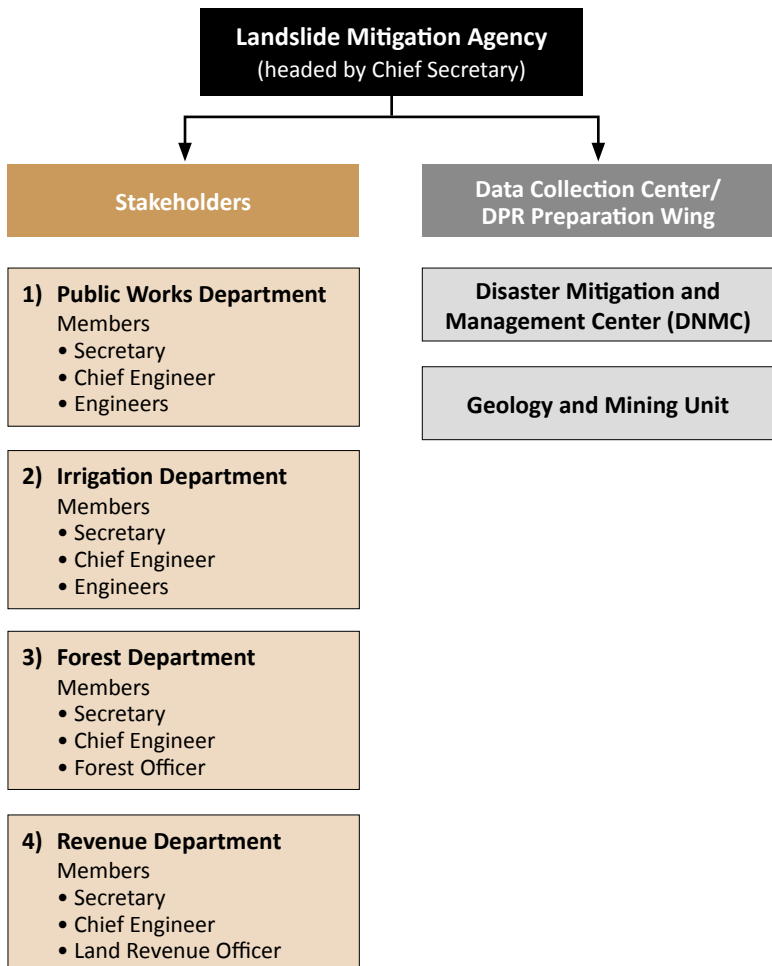 Landslide Mitigation Agency
(headed by Chief Secretary)
Stakeholders
1) Public Works Department
Members
• Secretary
• Chief Engineer
• Engineers
2) Irrigation Department
Members
• Secretary
• Chief Engineer
• Engineers
3) Forest Department
Members
• Secretary
• Chief Engineer
• Forest Officer
4) Revenue Department
Members
• Secretary
• Chief Engineer
• Land Revenue Officer
Data Collection Center/
DPR Preparation Wing
Disaster Mitigation and
Management Center (DNMC)
Geology and Mining Unit